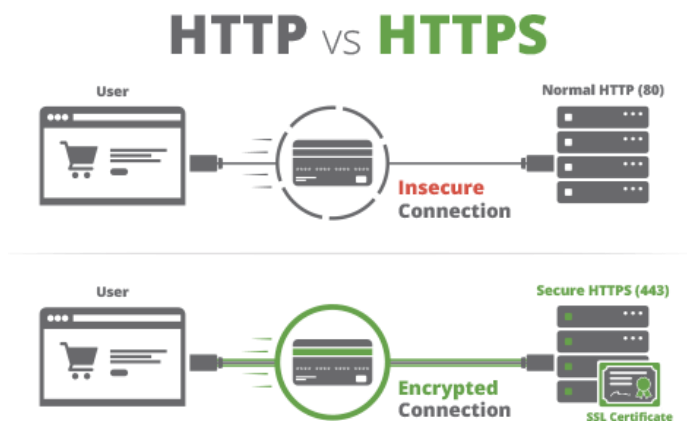 HTTP vs HTTPS
User
Normal HTTP (80)
Insecure
Connection
User
Secure HTTPS (443)
Encrypted
Connection
SSL Certificate